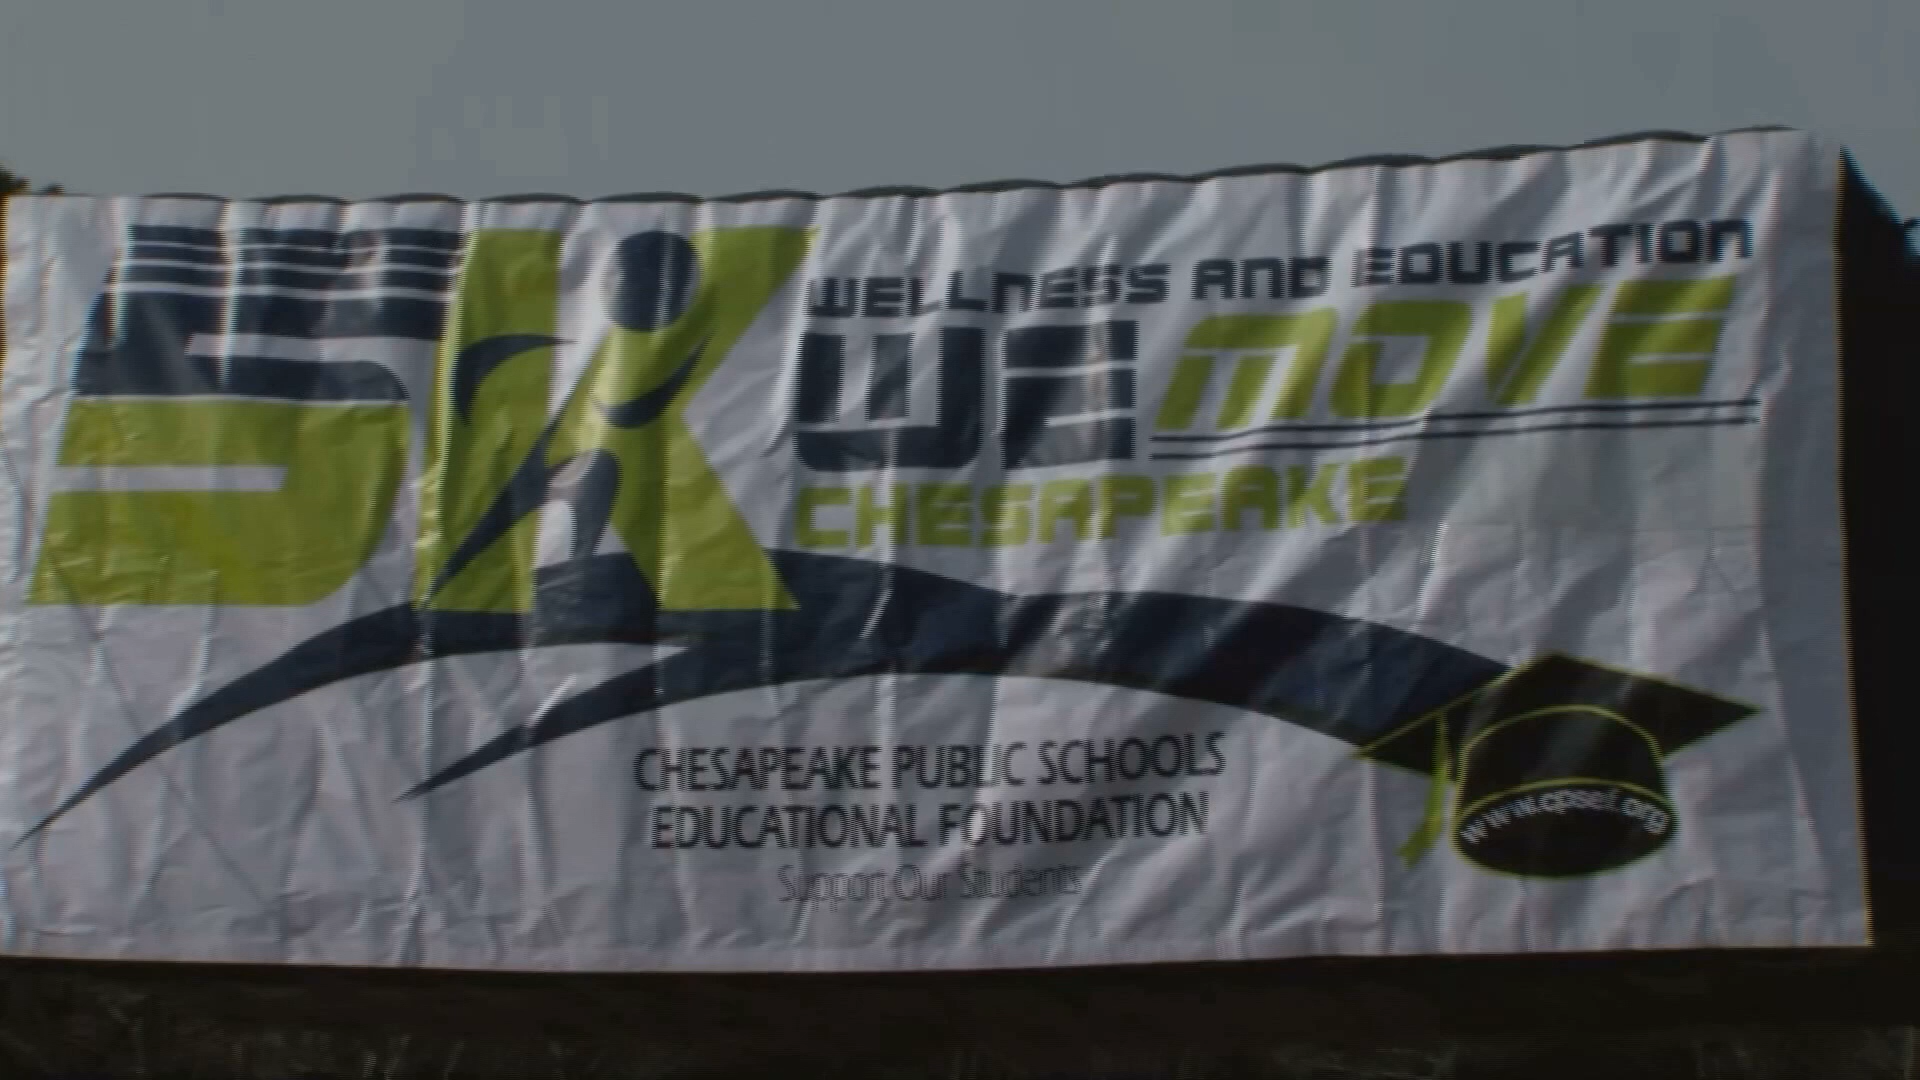 5K
WELLNESS AND EDUCATION
WE MOVE
CHESAPEAKE
CHESAPEAKE PUBLIC SCHOOLS
EDUCATIONAL FOUNDATION
Support Our Students
www.cpsef.org